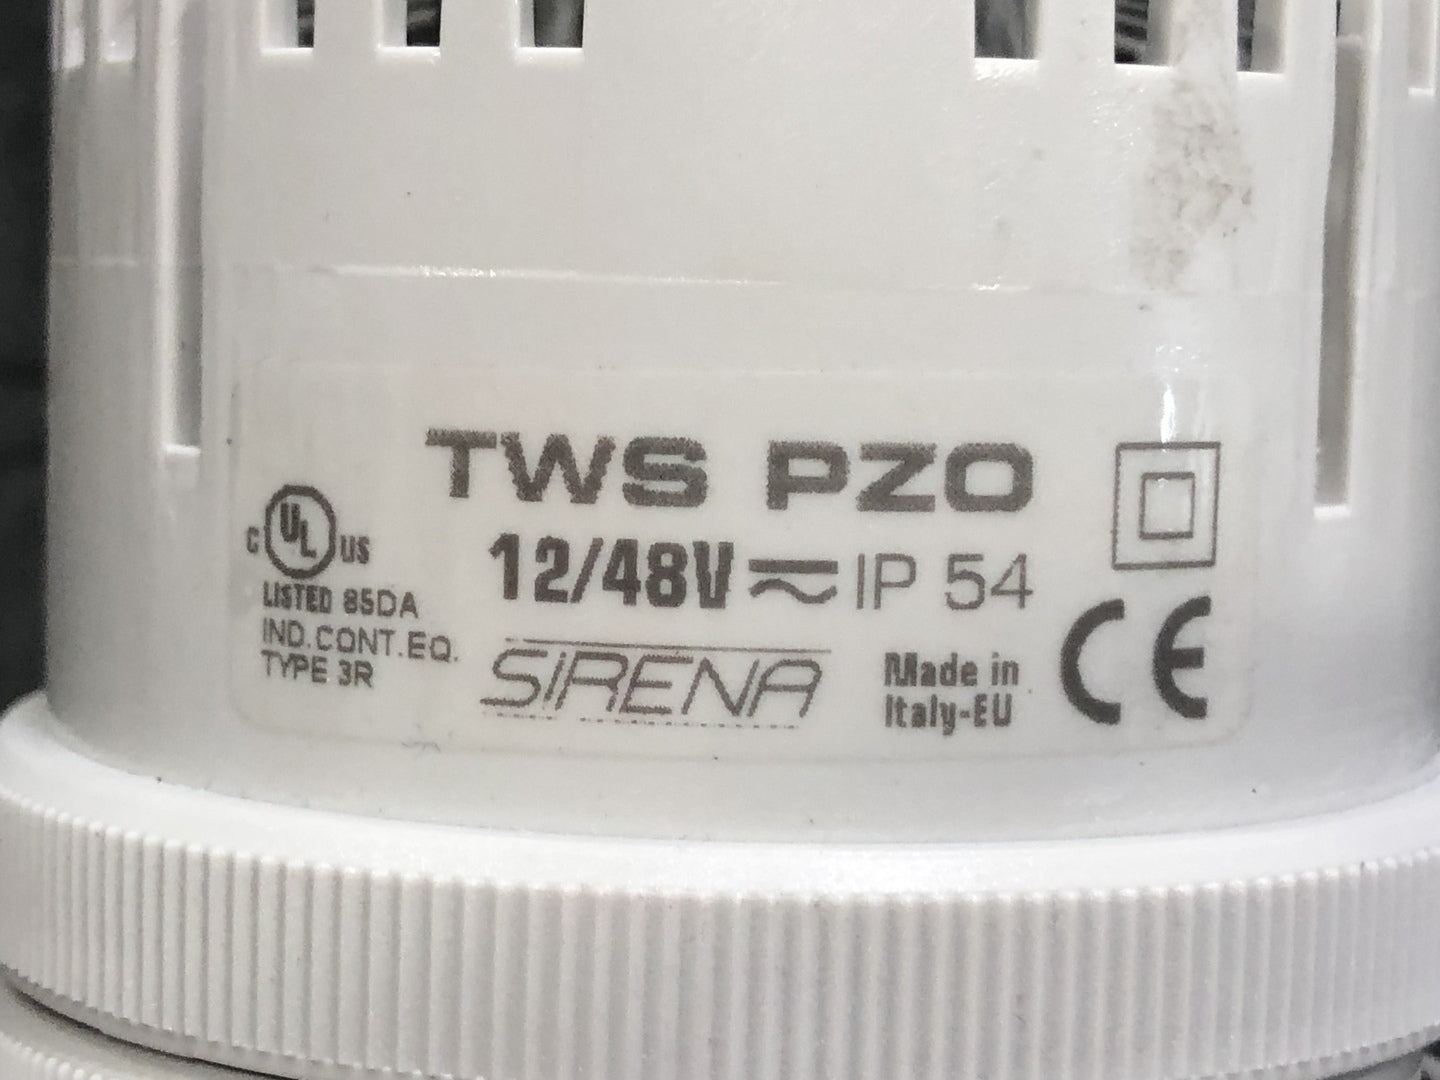 TWS PZO
12/48V ⎓ ~ IP 54
C UL US
LISTED 85DA
IND. CONT. EQ.
TYPE 3R
SiRENA
Made in
Italy-EU
CE